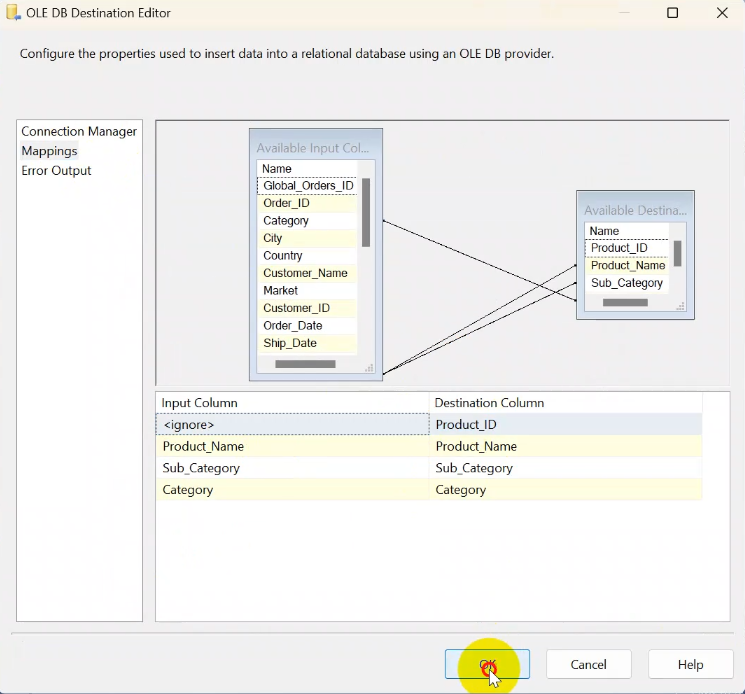 OLE DB Destination Editor
Configure the properties used to insert data into a relational database using an OLE DB provider.
Connection Manager
Mappings
Error Output
Available Input Col...
Name
Global_Orders_ID
Order_ID
Category
City
Country
Customer_Name
Market
Customer_ID
Order_Date
Ship_Date
Available Destina...
Name
Product_ID
Product_Name
Sub_Category
Input Column Destination Column
<ignore> Product_ID
Product_Name Product_Name
Sub_Category Sub_Category
Category Category
OK Cancel Help